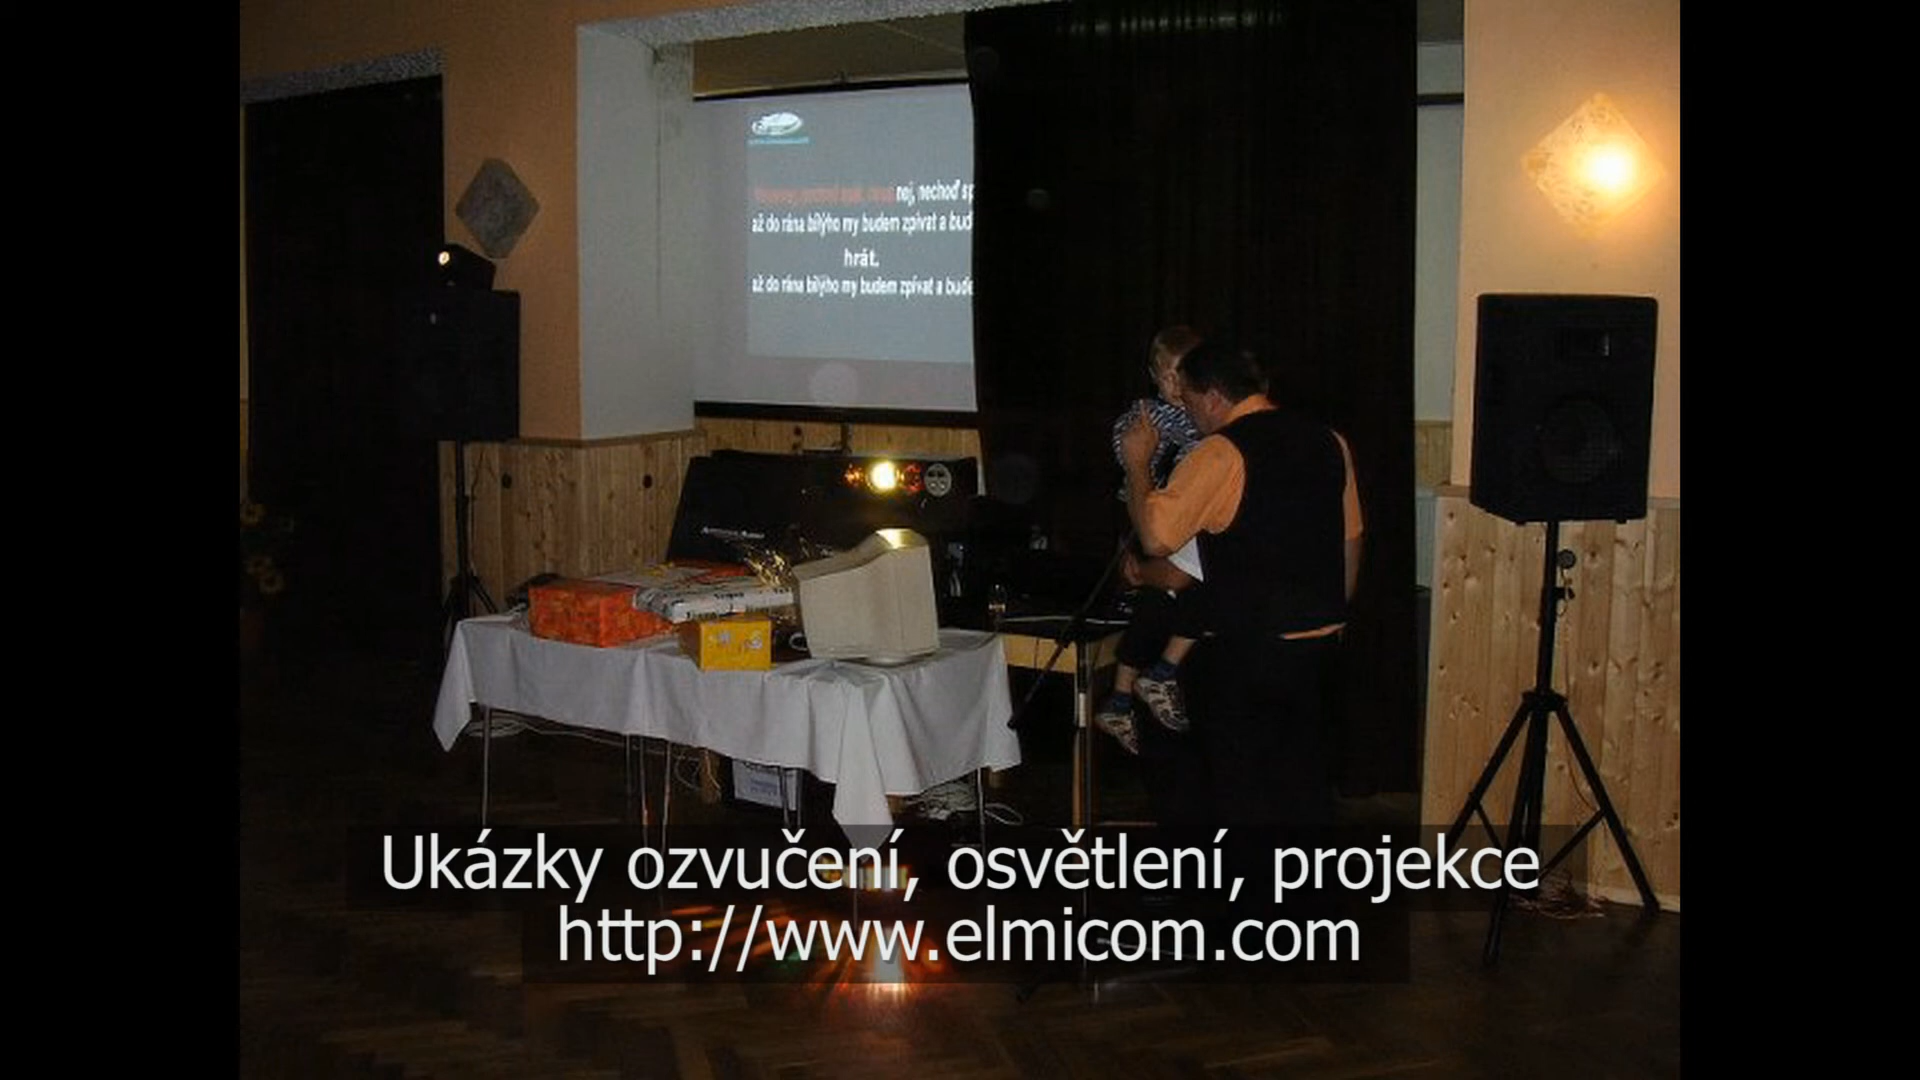 nej, nechoď sp
až do rána bílýho my budem zpívat a bud
hrát.
až do rána bílýho my budem zpívat a bude
Ukázky ozvučení, osvětlení, projekce
http://www.elmicom.com